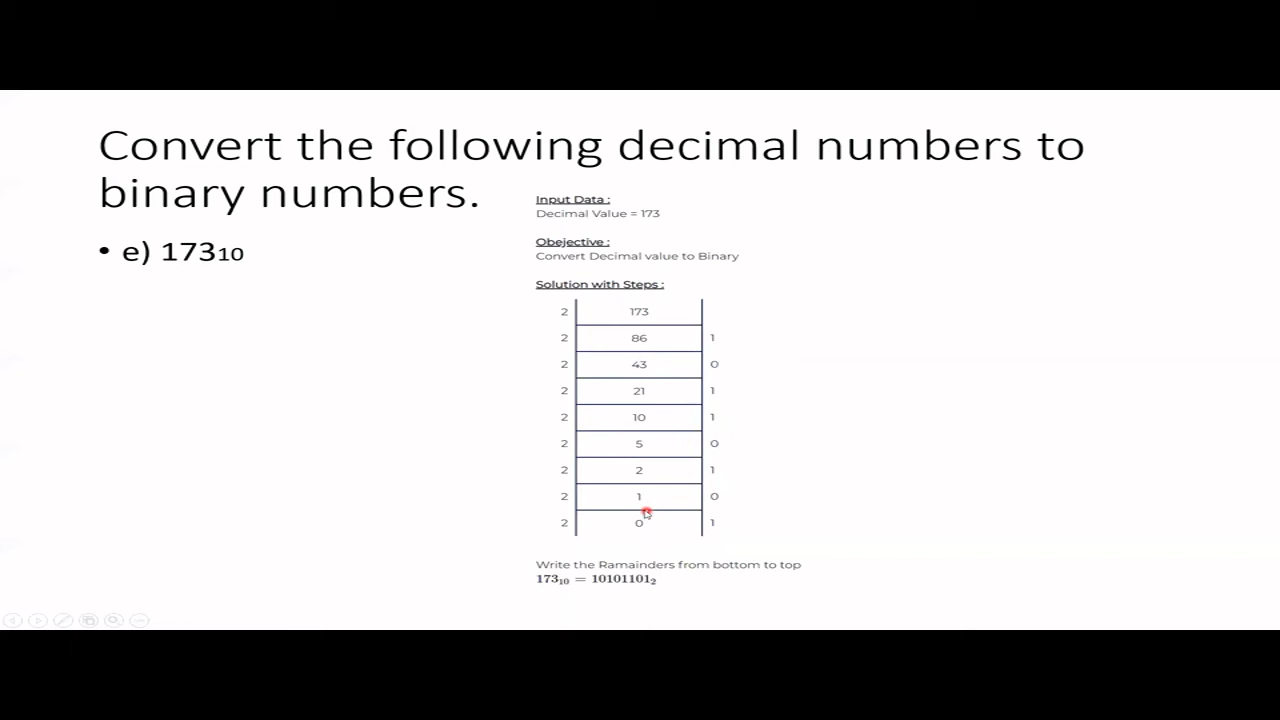 Convert the following decimal numbers to
binary numbers.
• e) 173₁₀
Input Data :
Decimal Value = 173
Obejective :
Convert Decimal value to Binary
Solution with Steps :
2 173
2 86 1
2 43 0
2 21 1
2 10 1
2 5 0
2 2 1
2 1 0
2 0 1
Write the Ramainders from bottom to top
173₁₀ = 10101101₂